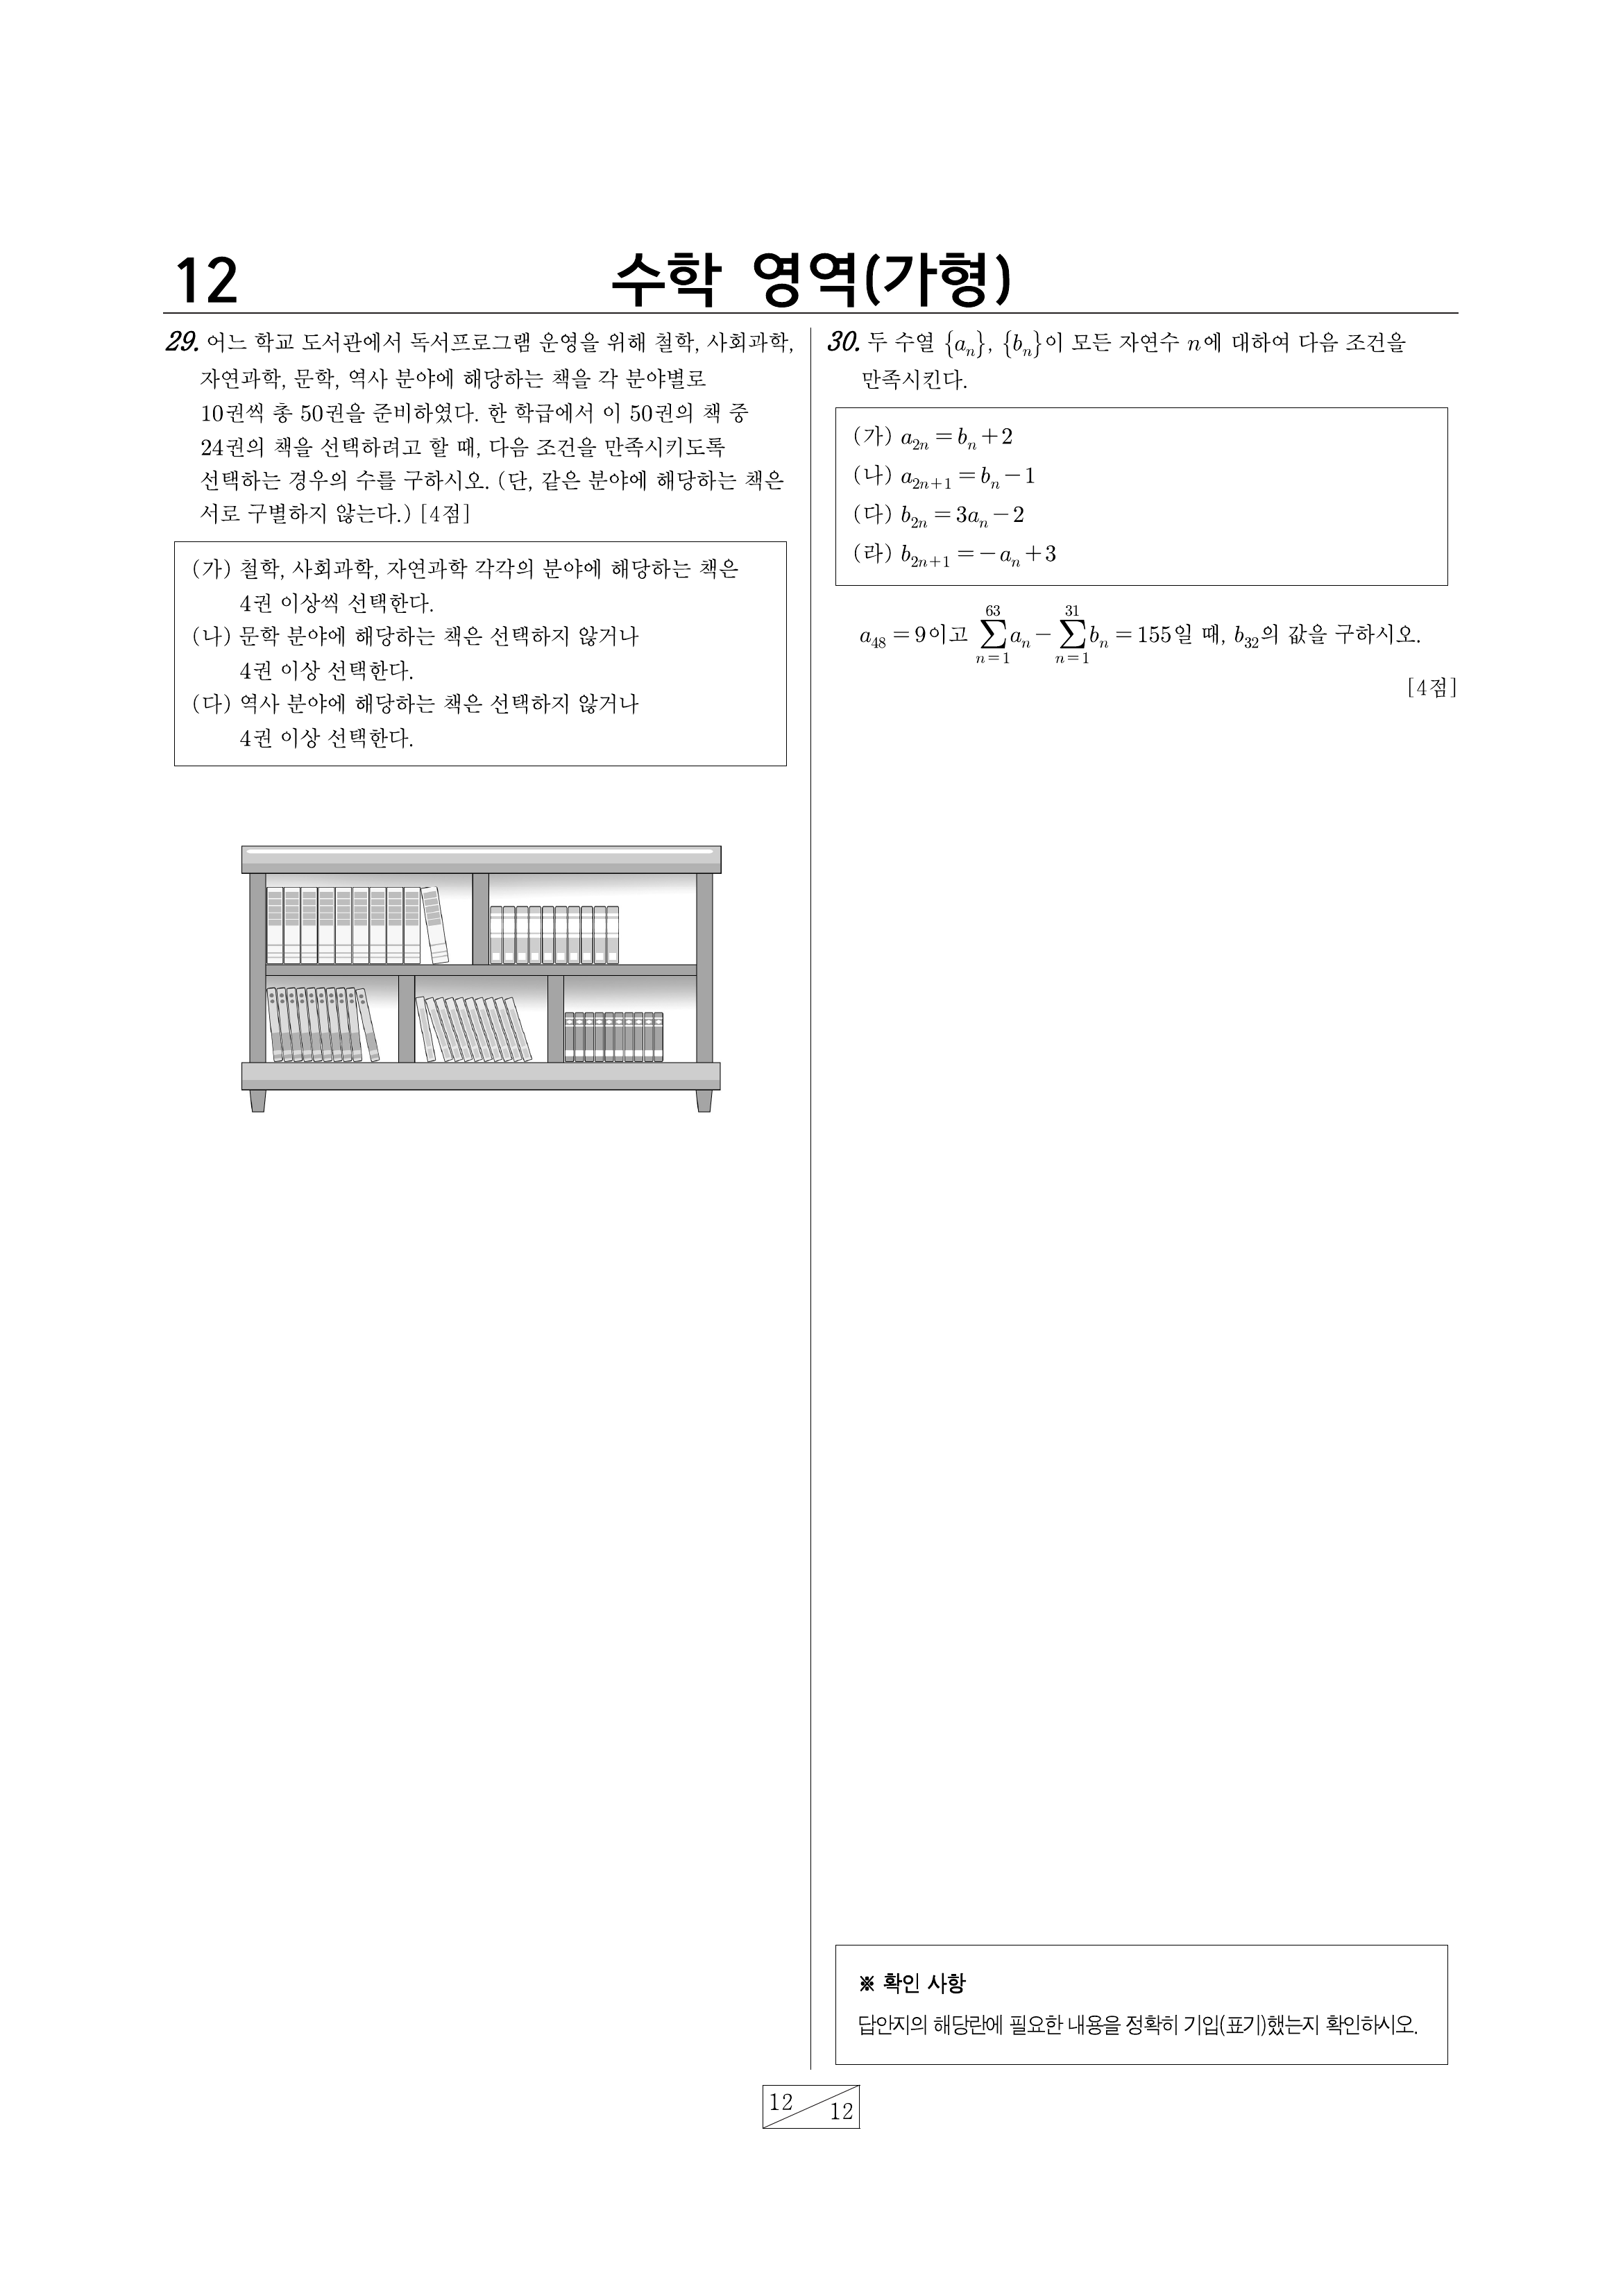 12
수학 영역(가형)
29. 어느 학교 도서관에서 독서프로그램 운영을 위해 철학, 사회과학,
자연과학, 문학, 역사 분야에 해당하는 책을 각 분야별로
10권씩 총 50권을 준비하였다. 한 학급에서 이 50권의 책 중
24권의 책을 선택하려고 할 때, 다음 조건을 만족시키도록
선택하는 경우의 수를 구하시오. (단, 같은 분야에 해당하는 책은
서로 구별하지 않는다.) [4점]
(가) 철학, 사회과학, 자연과학 각각의 분야에 해당하는 책은
4권 이상씩 선택한다.
(나) 문학 분야에 해당하는 책은 선택하지 않거나
4권 이상 선택한다.
(다) 역사 분야에 해당하는 책은 선택하지 않거나
4권 이상 선택한다.
30. 두 수열 {a_n}, {b_n}이 모든 자연수 n에 대하여 다음 조건을
만족시킨다.
(가) a_{2n} = b_n + 2
(나) a_{2n+1} = b_n − 1
(다) b_{2n} = 3a_n − 2
(라) b_{2n+1} = − a_n + 3
a_{48} = 9이고 \sum_{n=1}^{63} a_n − \sum_{n=1}^{31} b_n = 155일 때, b_{32}의 값을 구하시오.
[4점]
※ 확인 사항
답안지의 해당란에 필요한 내용을 정확히 기입(표기)했는지 확인하시오.
12
12